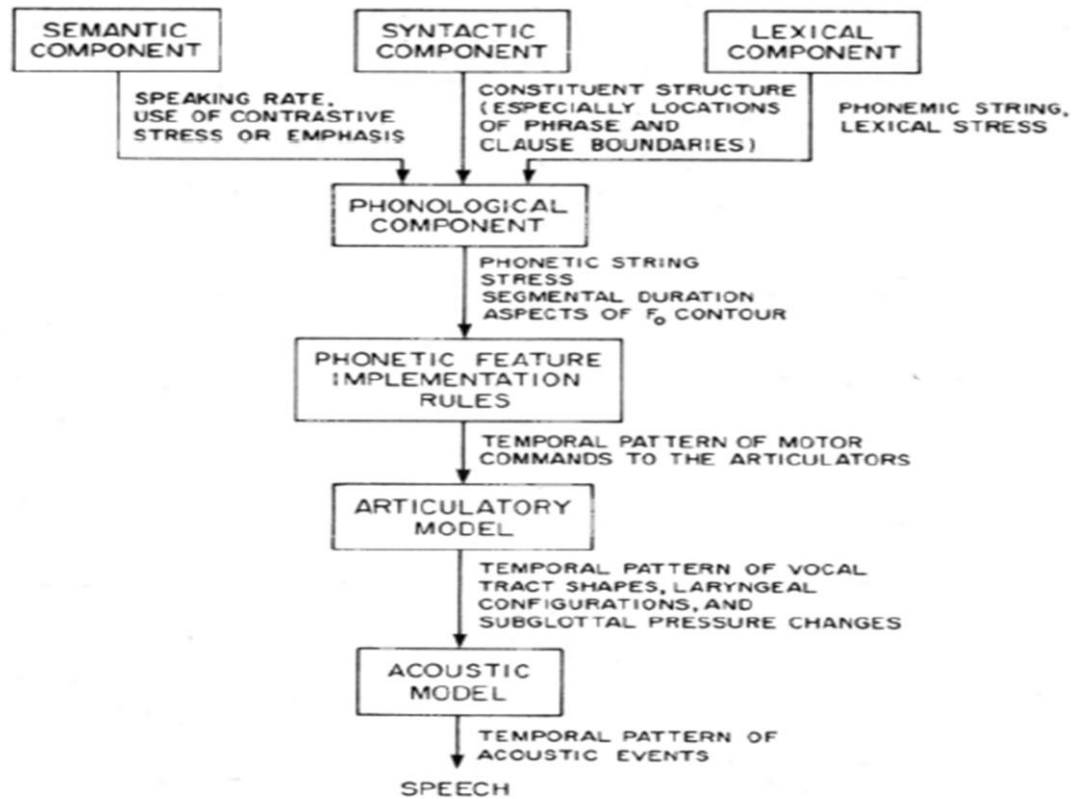 SEMANTIC
COMPONENT
SYNTACTIC
COMPONENT
LEXICAL
COMPONENT
SPEAKING RATE,
USE OF CONTRASTIVE
STRESS OR EMPHASIS
CONSTITUENT STRUCTURE
(ESPECIALLY LOCATIONS
OF PHRASE AND
CLAUSE BOUNDARIES)
PHONEMIC STRING,
LEXICAL STRESS
PHONOLOGICAL
COMPONENT
PHONETIC STRING
STRESS
SEGMENTAL DURATION
ASPECTS OF Fo CONTOUR
PHONETIC FEATURE
IMPLEMENTATION
RULES
TEMPORAL PATTERN OF MOTOR
COMMANDS TO THE ARTICULATORS
ARTICULATORY
MODEL
TEMPORAL PATTERN OF VOCAL
TRACT SHAPES, LARYNGEAL
CONFIGURATIONS, AND
SUBGLOTTAL PRESSURE CHANGES
ACOUSTIC
MODEL
TEMPORAL PATTERN OF
ACOUSTIC EVENTS
SPEECH